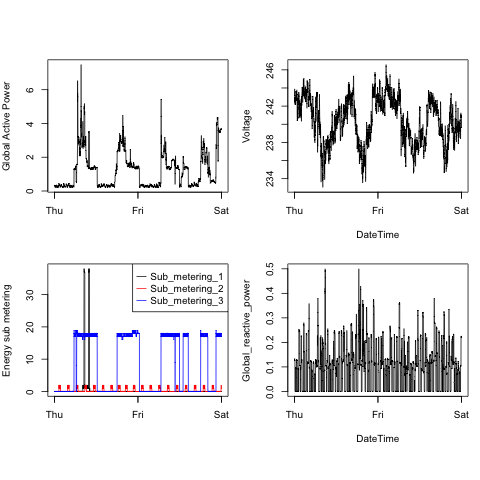 Global Active Power
0 2 4 6
Thu Fri Sat
Voltage
234 238 242 246
Thu Fri Sat
DateTime
Energy sub metering
0 10 20 30
Thu Fri Sat
Sub_metering_1
Sub_metering_2
Sub_metering_3
Global_reactive_power
0.0 0.1 0.2 0.3 0.4 0.5
Thu Fri Sat
DateTime